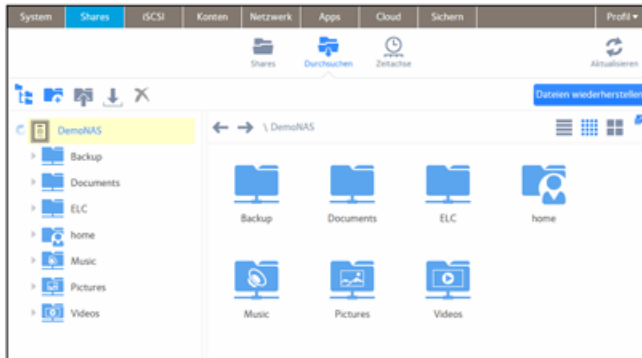 System Shares iSCSI Konten Netzwerk Apps Cloud Sichern Profil
Shares Durchsuchen Zeitachse Aktualisieren
Dateien wiederherstellen
DemoNAS
\ DemoNAS
Backup
Documents
ELC
home
Music
Pictures
Videos
Backup Documents ELC home
Music Pictures Videos